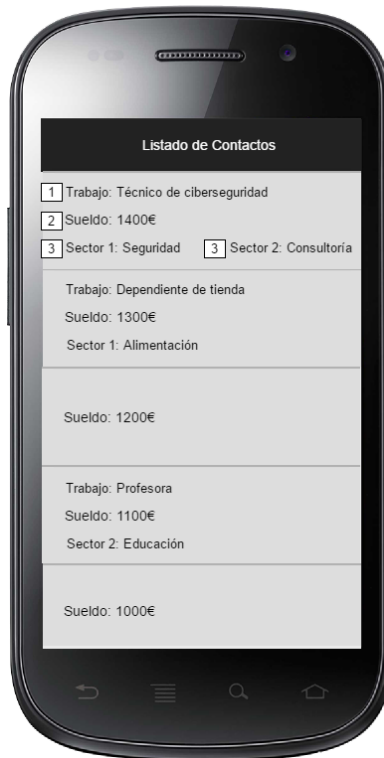 Listado de Contactos
1 Trabajo: Técnico de ciberseguridad
2 Sueldo: 1400€
3 Sector 1: Seguridad 3 Sector 2: Consultoría
Trabajo: Dependiente de tienda
Sueldo: 1300€
Sector 1: Alimentación
Sueldo: 1200€
Trabajo: Profesora
Sueldo: 1100€
Sector 2: Educación
Sueldo: 1000€